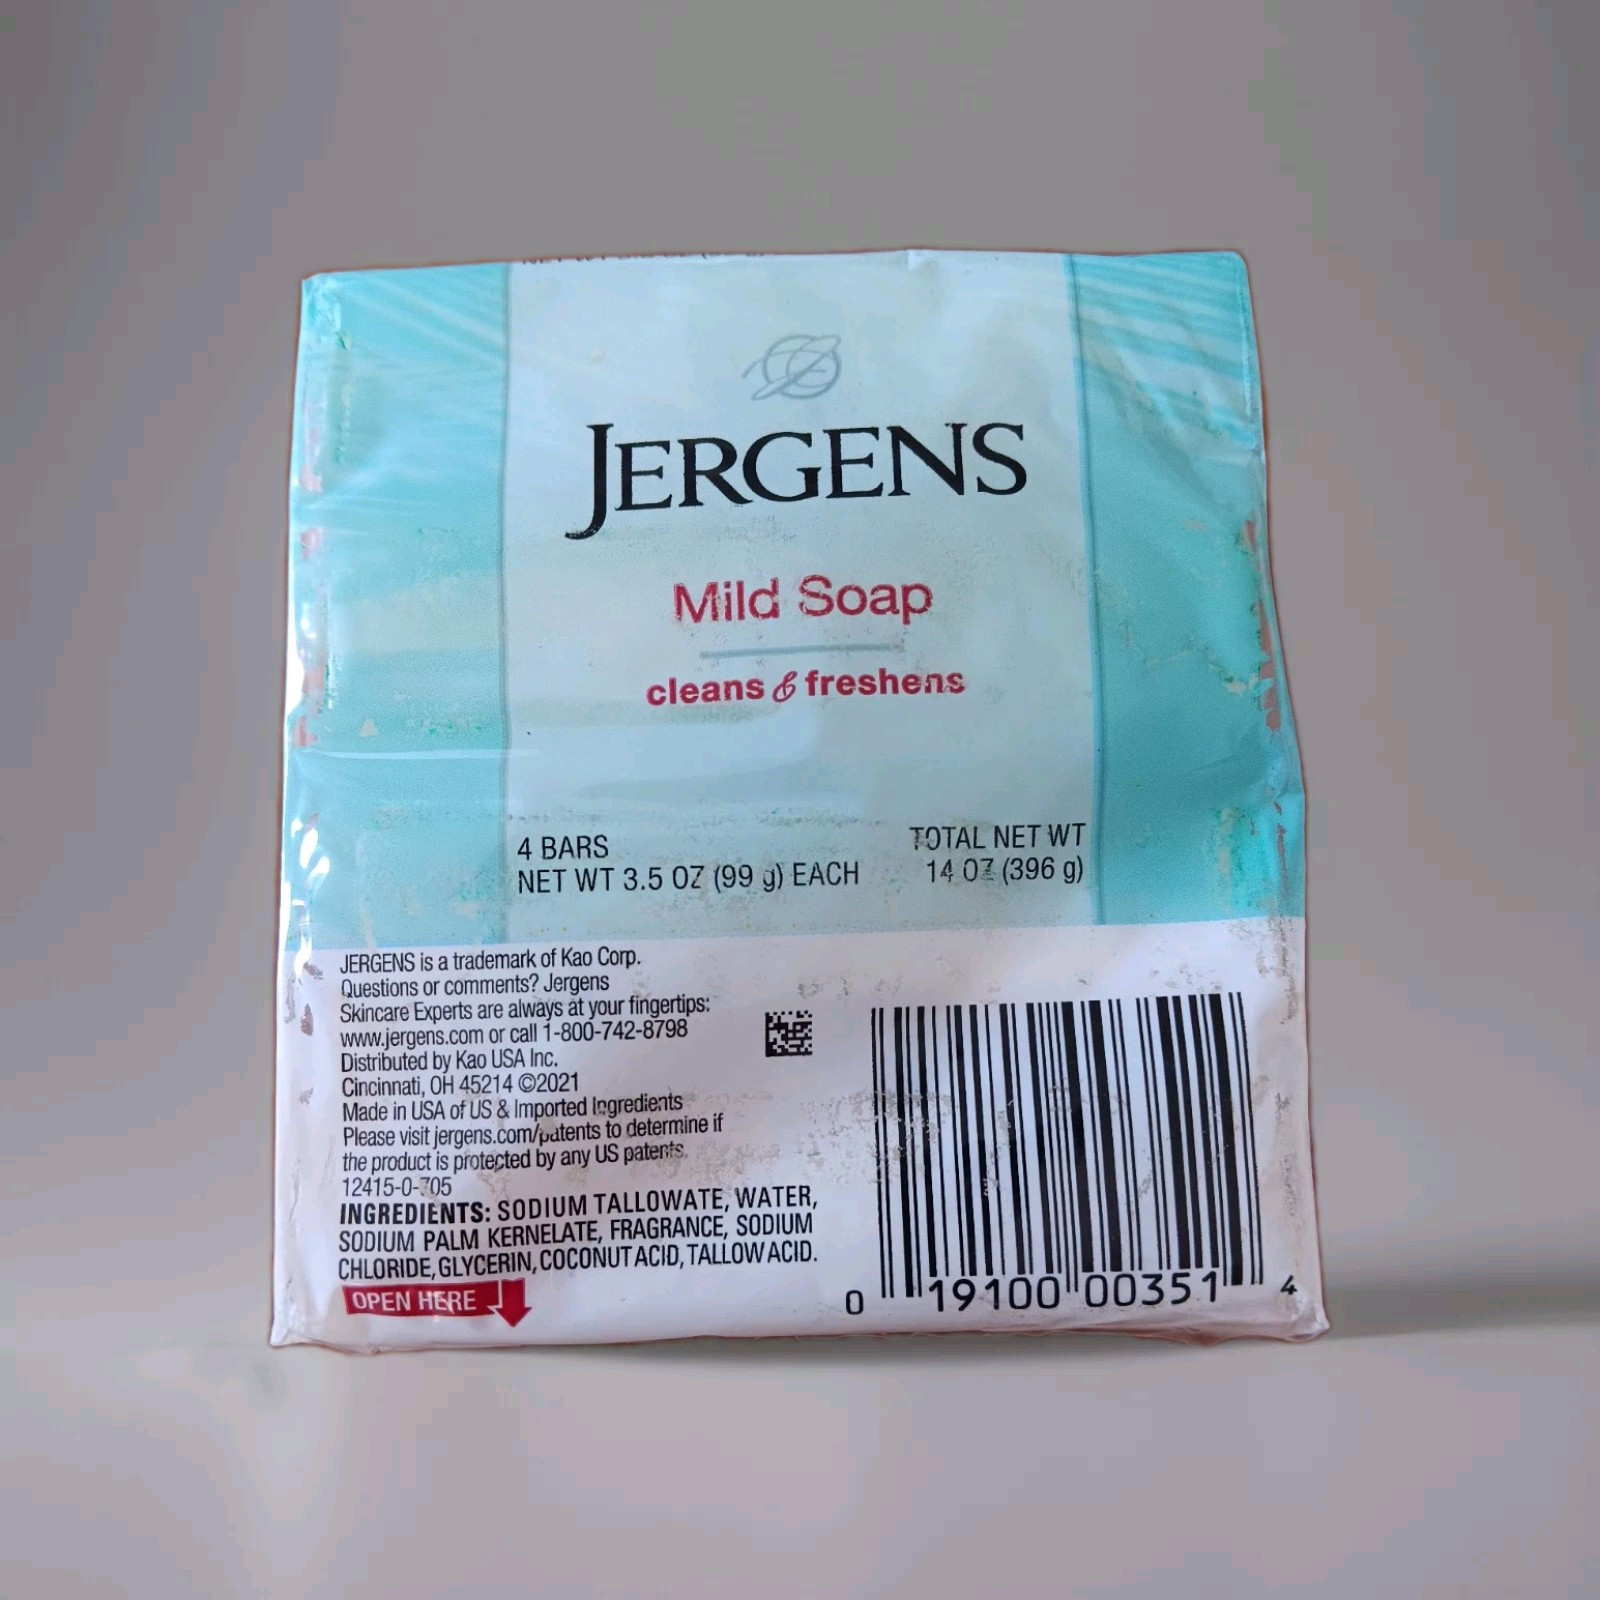 JERGENS
Mild Soap
cleans & freshens
4 BARS
NET WT 3.5 OZ (99 g) EACH
TOTAL NET WT
14 OZ (396 g)
JERGENS is a trademark of Kao Corp.
Questions or comments? Jergens
Skincare Experts are always at your fingertips:
www.jergens.com or call 1-800-742-8798
Distributed by Kao USA Inc.
Cincinnati, OH 45214 ©2021
Made in USA of US & Imported Ingredients
Please visit jergens.com/patents to determine if
the product is protected by any US patents.
12415-0-705
INGREDIENTS: SODIUM TALLOWATE, WATER,
SODIUM PALM KERNELATE, FRAGRANCE, SODIUM
CHLORIDE, GLYCERIN, COCONUT ACID, TALLOW ACID.
OPEN HERE
0 19100 00351 4